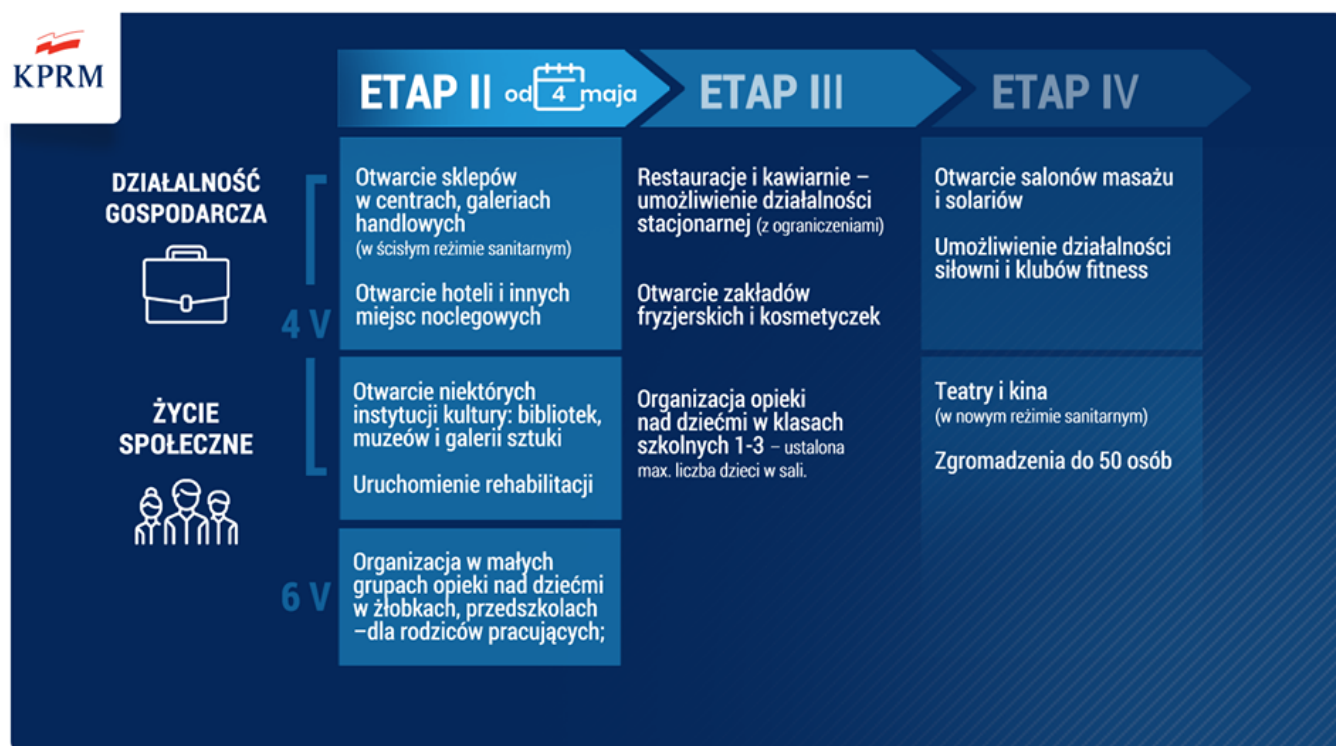 KPRM
ETAP II od 4 maja
ETAP III
ETAP IV
DZIAŁALNOŚĆ
GOSPODARCZA
4 V
Otwarcie sklepów
w centrach, galeriach
handlowych
(w ścisłym reżimie sanitarnym)
Otwarcie hoteli i innych
miejsc noclegowych
Restauracje i kawiarnie –
umożliwienie działalności
stacjonarnej (z ograniczeniami)
Otwarcie zakładów
fryzjerskich i kosmetyczek
Otwarcie salonów masażu
i solariów
Umożliwienie działalności
siłowni i klubów fitness
ŻYCIE
SPOŁECZNE
Otwarcie niektórych
instytucji kultury: bibliotek,
muzeów i galerii sztuki
Uruchomienie rehabilitacji
Organizacja opieki
nad dziećmi w klasach
szkolnych 1-3 – ustalona
max. liczba dzieci w sali.
Teatry i kina
(w nowym reżimie sanitarnym)
Zgromadzenia do 50 osób
6 V
Organizacja w małych
grupach opieki nad dziećmi
w żłobkach, przedszkolach
–dla rodziców pracujących;